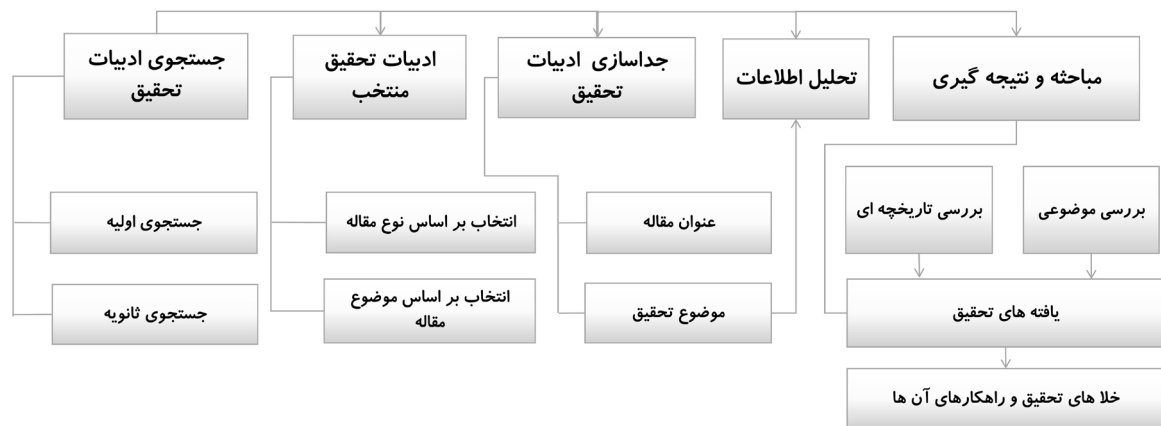 جستجوی ادبیات
تحقیق
ادبیات تحقیق
منتخب
جداسازی ادبیات
تحقیق
تحلیل اطلاعات
مباحثه و نتیجه گیری
جستجوی اولیه
جستجوی ثانویه
انتخاب بر اساس نوع مقاله
انتخاب بر اساس موضوع
مقاله
عنوان مقاله
موضوع تحقیق
بررسی تاریخچه ای
بررسی موضوعی
یافته های تحقیق
خلا های تحقیق و راهکارهای آن ها